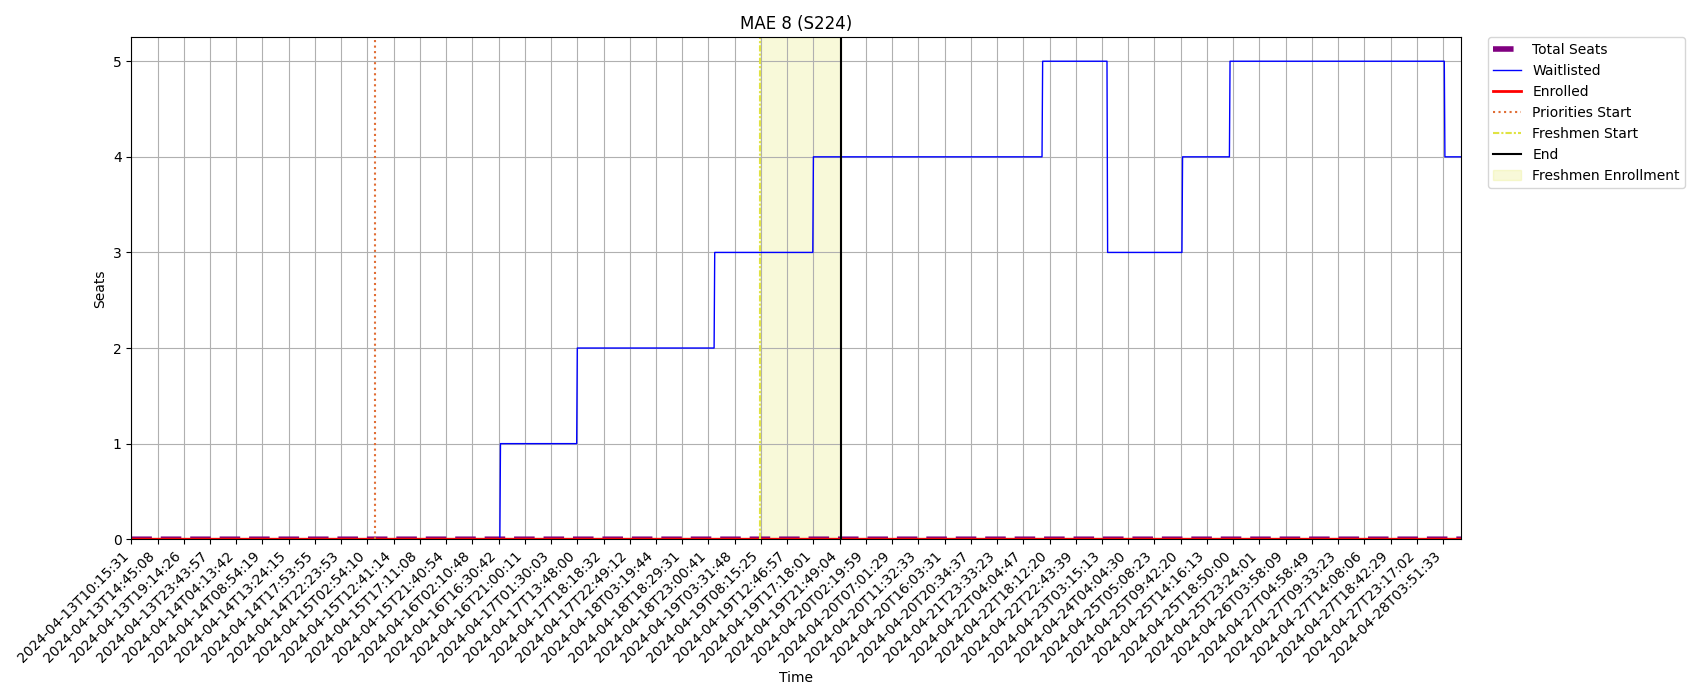 MAE 8 (S224)
Total Seats
Waitlisted
Enrolled
Priorities Start
Freshmen Start
End
Freshmen Enrollment
Seats
5
4
3
2
1
0
2024-04-13T10:15:31
2024-04-13T14:45:08
2024-04-13T19:14:26
2024-04-13T23:43:57
2024-04-14T04:13:42
2024-04-14T08:54:19
2024-04-14T13:24:15
2024-04-14T17:53:55
2024-04-14T22:23:53
2024-04-15T02:54:10
2024-04-15T12:41:14
2024-04-15T17:11:08
2024-04-15T21:40:54
2024-04-16T02:10:48
2024-04-16T16:30:42
2024-04-16T21:00:11
2024-04-17T01:30:03
2024-04-17T13:48:00
2024-04-17T18:18:32
2024-04-17T22:49:12
2024-04-18T03:19:44
2024-04-18T18:29:31
2024-04-18T23:00:41
2024-04-19T03:31:48
2024-04-19T08:15:25
2024-04-19T12:46:57
2024-04-19T17:18:01
2024-04-19T21:49:04
2024-04-20T02:19:59
2024-04-20T07:01:29
2024-04-20T11:32:33
2024-04-20T16:03:31
2024-04-20T20:34:37
2024-04-21T23:33:23
2024-04-22T04:04:47
2024-04-22T18:12:20
2024-04-22T22:43:39
2024-04-23T03:15:13
2024-04-24T04:04:30
2024-04-25T05:08:23
2024-04-25T09:42:20
2024-04-25T14:16:13
2024-04-25T18:50:00
2024-04-25T23:24:01
2024-04-26T03:58:09
2024-04-27T04:58:49
2024-04-27T09:33:23
2024-04-27T14:08:06
2024-04-27T18:42:29
2024-04-27T23:17:02
2024-04-28T03:51:33
Time